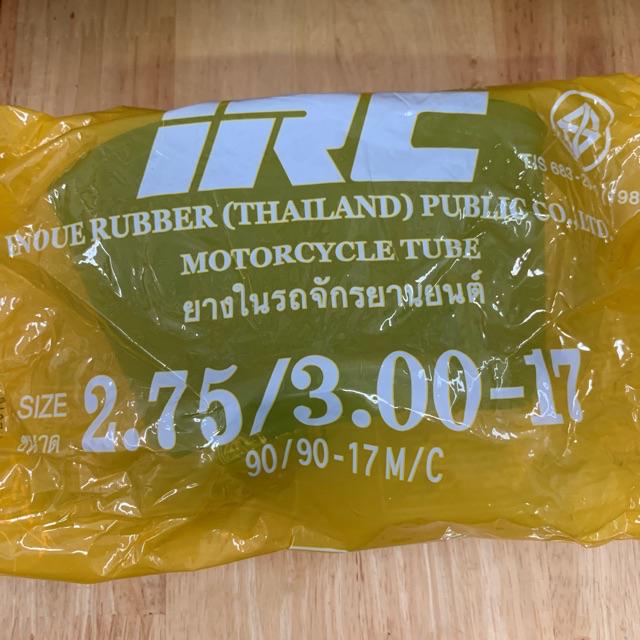 IRC
INOUE RUBBER (THAILAND) PUBLIC CO., LTD.
MOTORCYCLE TUBE
ยางในรถจักรยานยนต์
SIZE 2.75/3.00-17
ขนาด
90/90-17 M/C